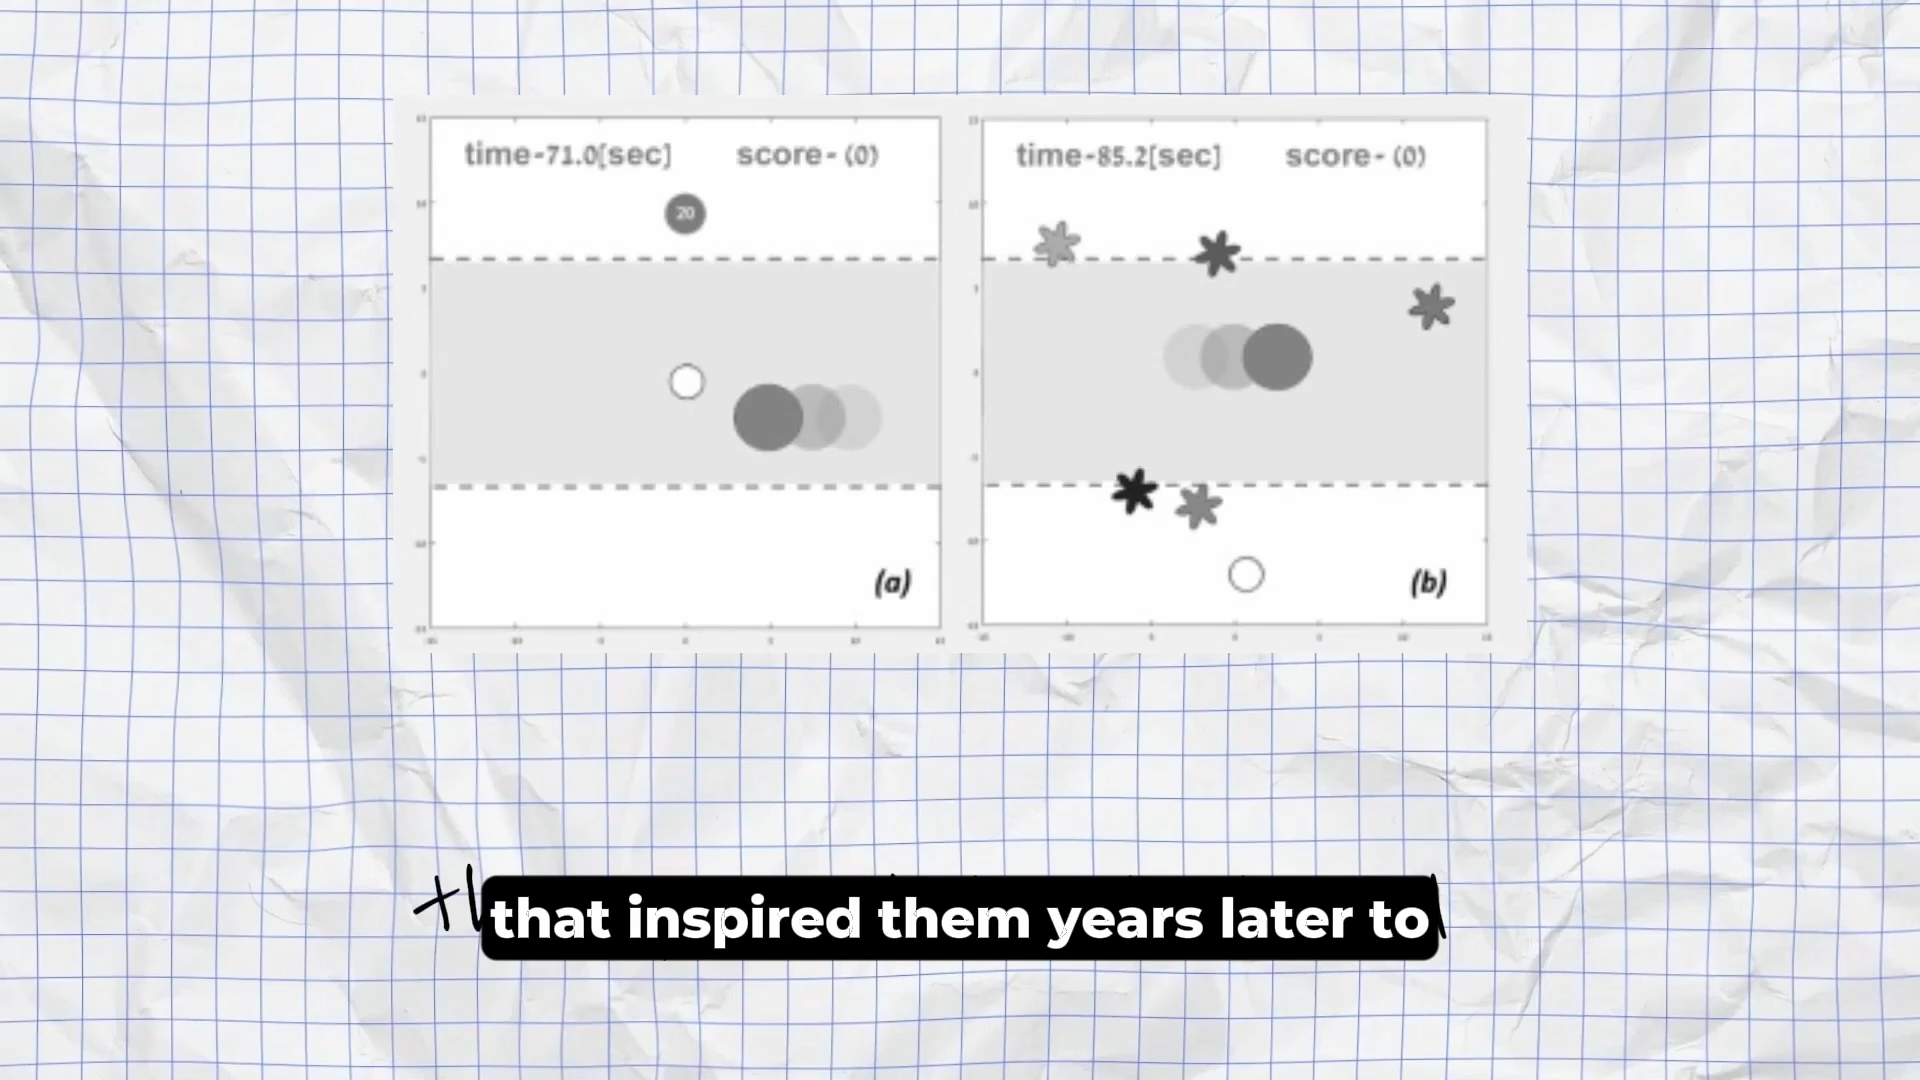 time-71.0[sec] score-(0)
20
(a)
time-85.2[sec] score-(0)
(b)
that inspired them years later to